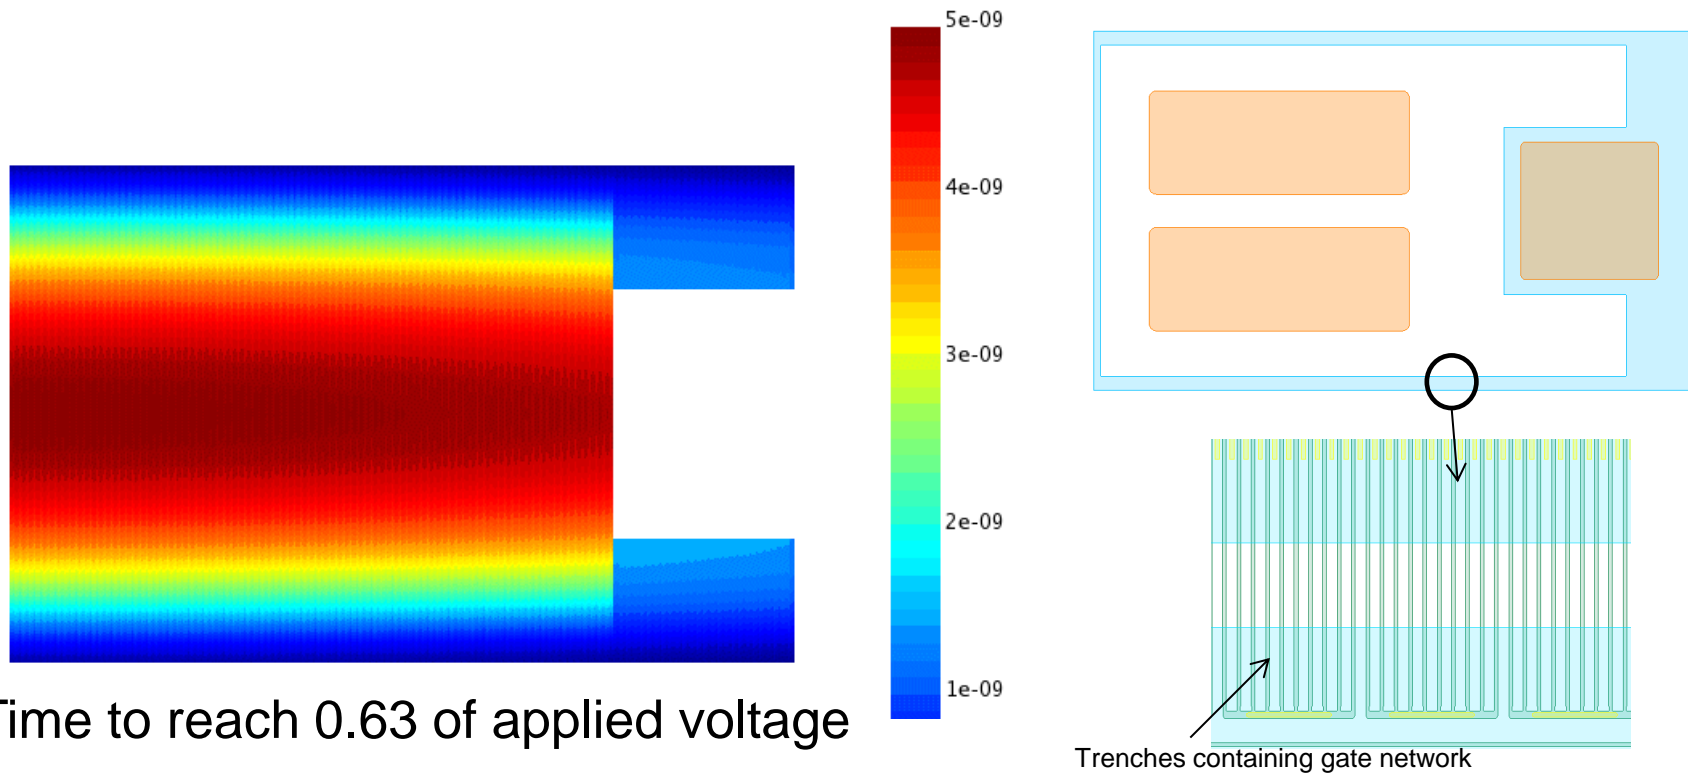 5e-09
4e-09
3e-09
2e-09
1e-09
Time to reach 0.63 of applied voltage
Trenches containing gate network